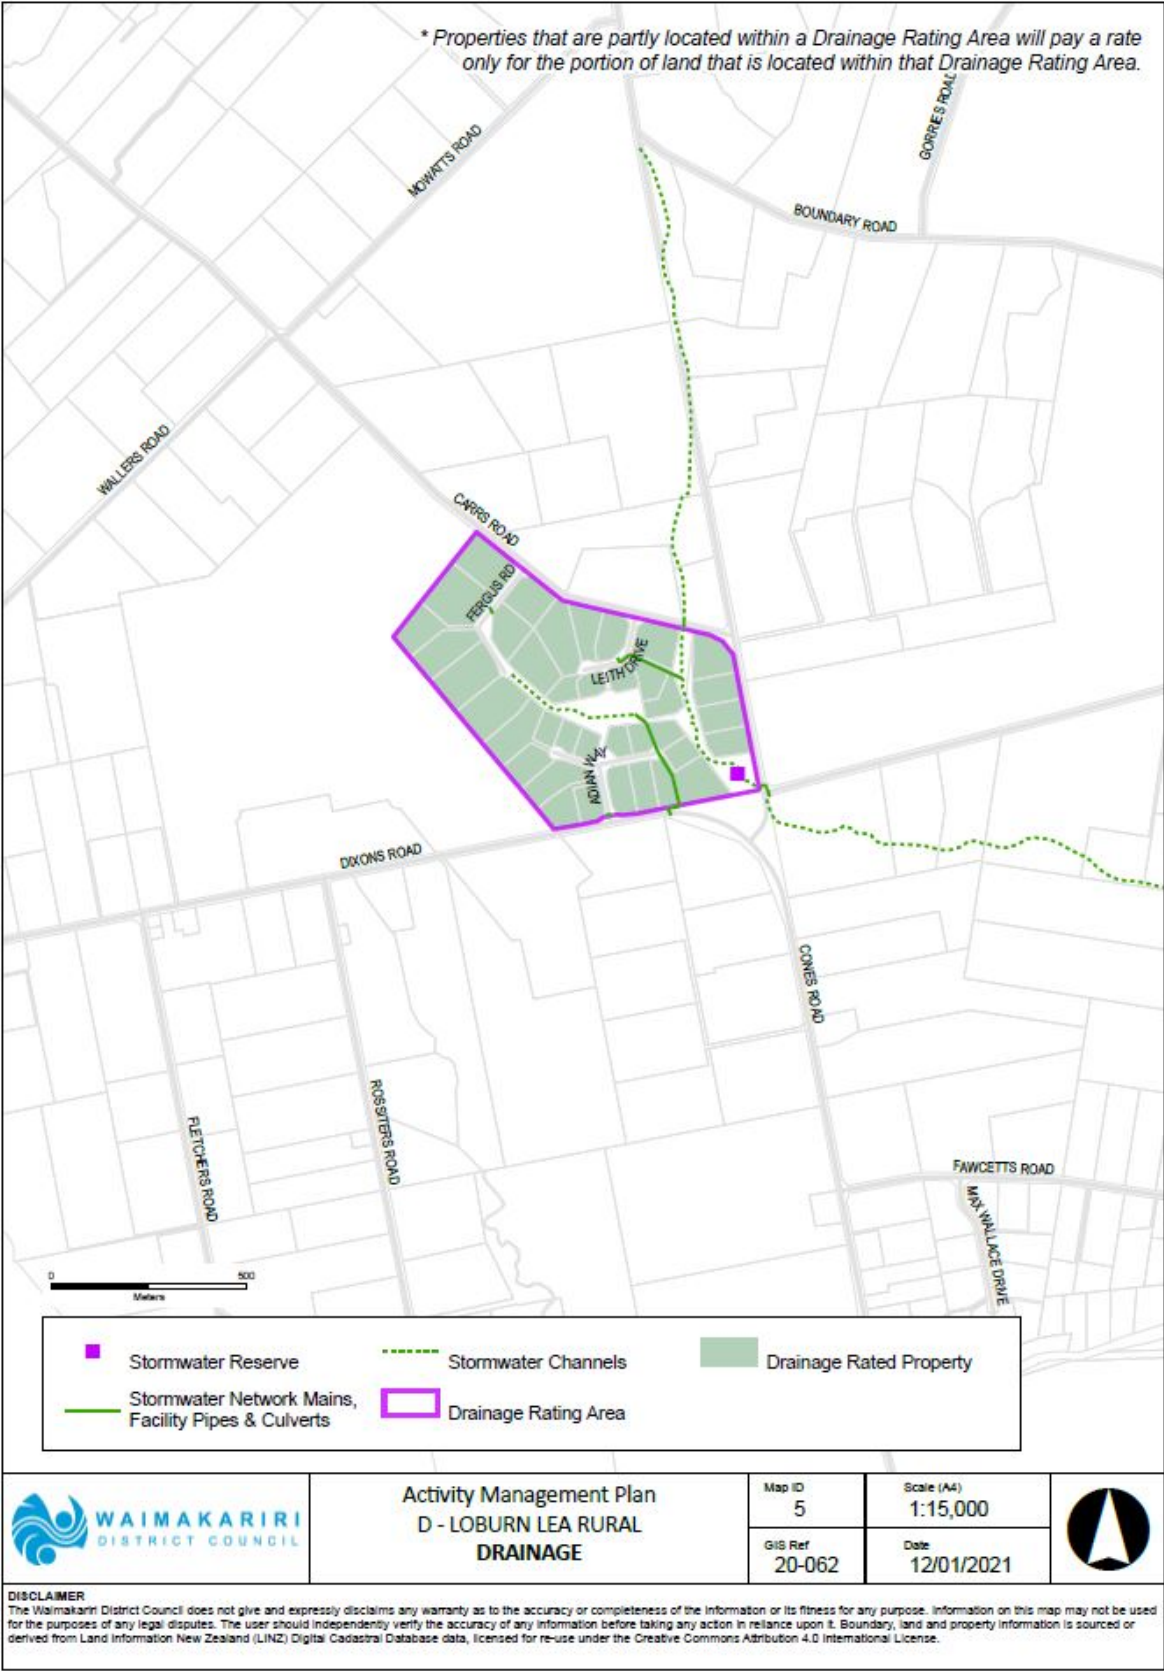 * Properties that are partly located within a Drainage Rating Area will pay a rate
only for the portion of land that is located within that Drainage Rating Area.
GORRIES ROAD
MOWATTS ROAD
BOUNDARY ROAD
WALLERS ROAD
CARRS ROAD
FERGUS RD
LEITH DRIVE
ADIAN WAY
DIXONS ROAD
CONES ROAD
ROSSITERS ROAD
FLETCHERS ROAD
FAWCETTS ROAD
MAX WALLACE DRIVE
0 500
Meters
Stormwater Reserve
Stormwater Channels
Drainage Rated Property
Stormwater Network Mains,
Facility Pipes & Culverts
Drainage Rating Area
WAIMAKARIRI
DISTRICT COUNCIL
Activity Management Plan
D - LOBURN LEA RURAL
DRAINAGE
Map ID
5
Scale (A4)
1:15,000
GIS Ref
20-062
Date
12/01/2021
DISCLAIMER
The Waimakariri District Council does not give and expressly disclaims any warranty as to the accuracy or completeness of the information or its fitness for any purpose. Information on this map may not be used
for the purposes of any legal disputes. The user should independently verify the accuracy of any information before taking any action in reliance upon it. Boundary, land and property information is sourced or
derived from Land Information New Zealand (LINZ) Digital Cadastral Database data, licensed for re-use under the Creative Commons Attribution 4.0 International License.